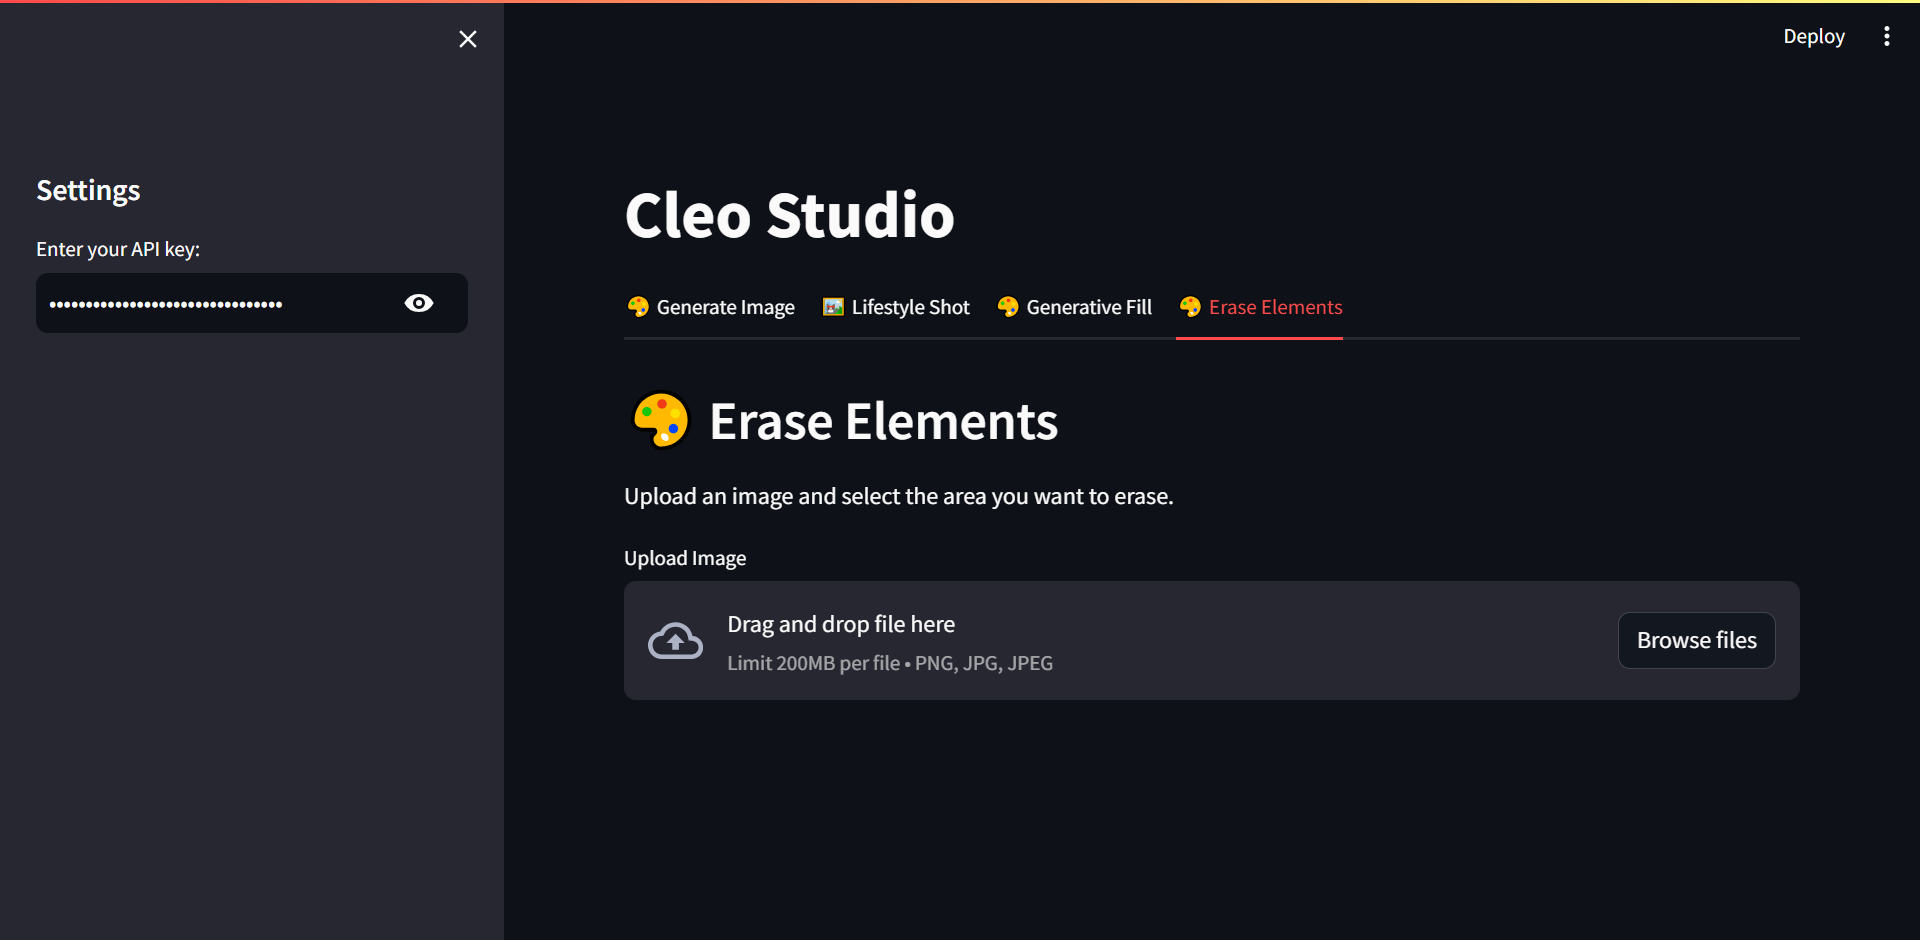 Deploy
Settings
Enter your API key:
••••••••••••••••••••••••••••••••
Cleo Studio
🎨 Generate Image 🖼️ Lifestyle Shot 🎨 Generative Fill 🎨 Erase Elements
🎨 Erase Elements
Upload an image and select the area you want to erase.
Upload Image
Drag and drop file here
Limit 200MB per file • PNG, JPG, JPEG
Browse files